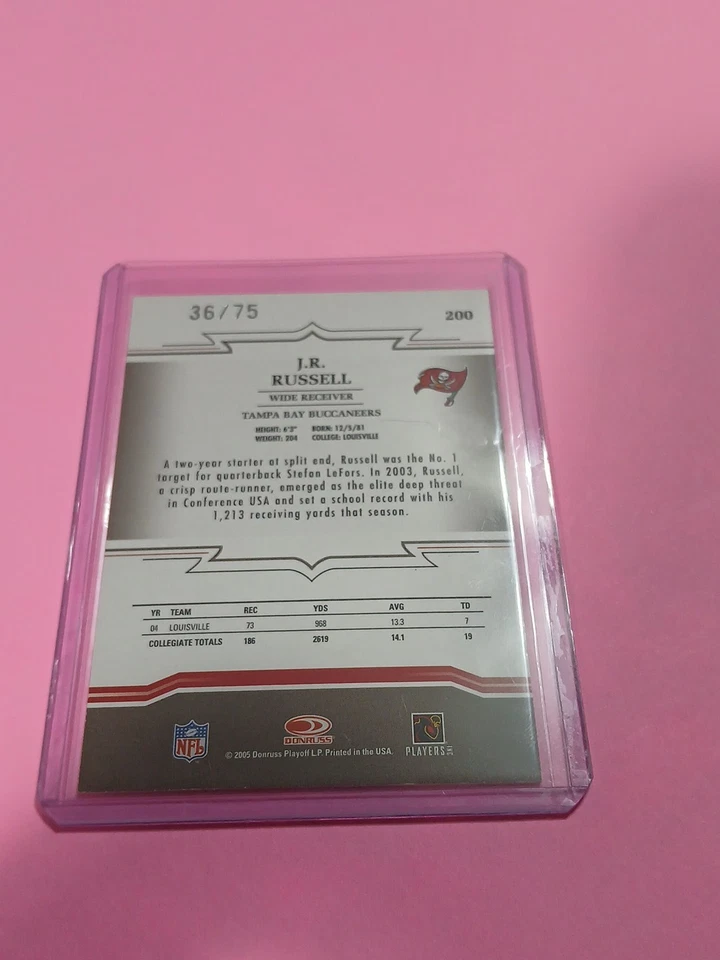 36/75
200
J.R.
RUSSELL
WIDE RECEIVER
TAMPA BAY BUCCANEERS
HEIGHT: 6'2" BORN: 12/5/81
WEIGHT: 204 COLLEGE: LOUISVILLE
A two-year starter at split end, Russell was the No. 1
target for quarterback Stefan LeFors. In 2003, Russell,
a crisp route-runner, emerged as the elite deep threat
in Conference USA and set a school record with his
1,213 receiving yards that season.
YR TEAM REC YDS AVG TD
04 LOUISVILLE 73 968 13.3 7
COLLEGIATE TOTALS 186 2619 14.1 19
NFL
DONRUSS
© 2005 Donruss Playoff L.P. Printed in the USA.
PLAYERS